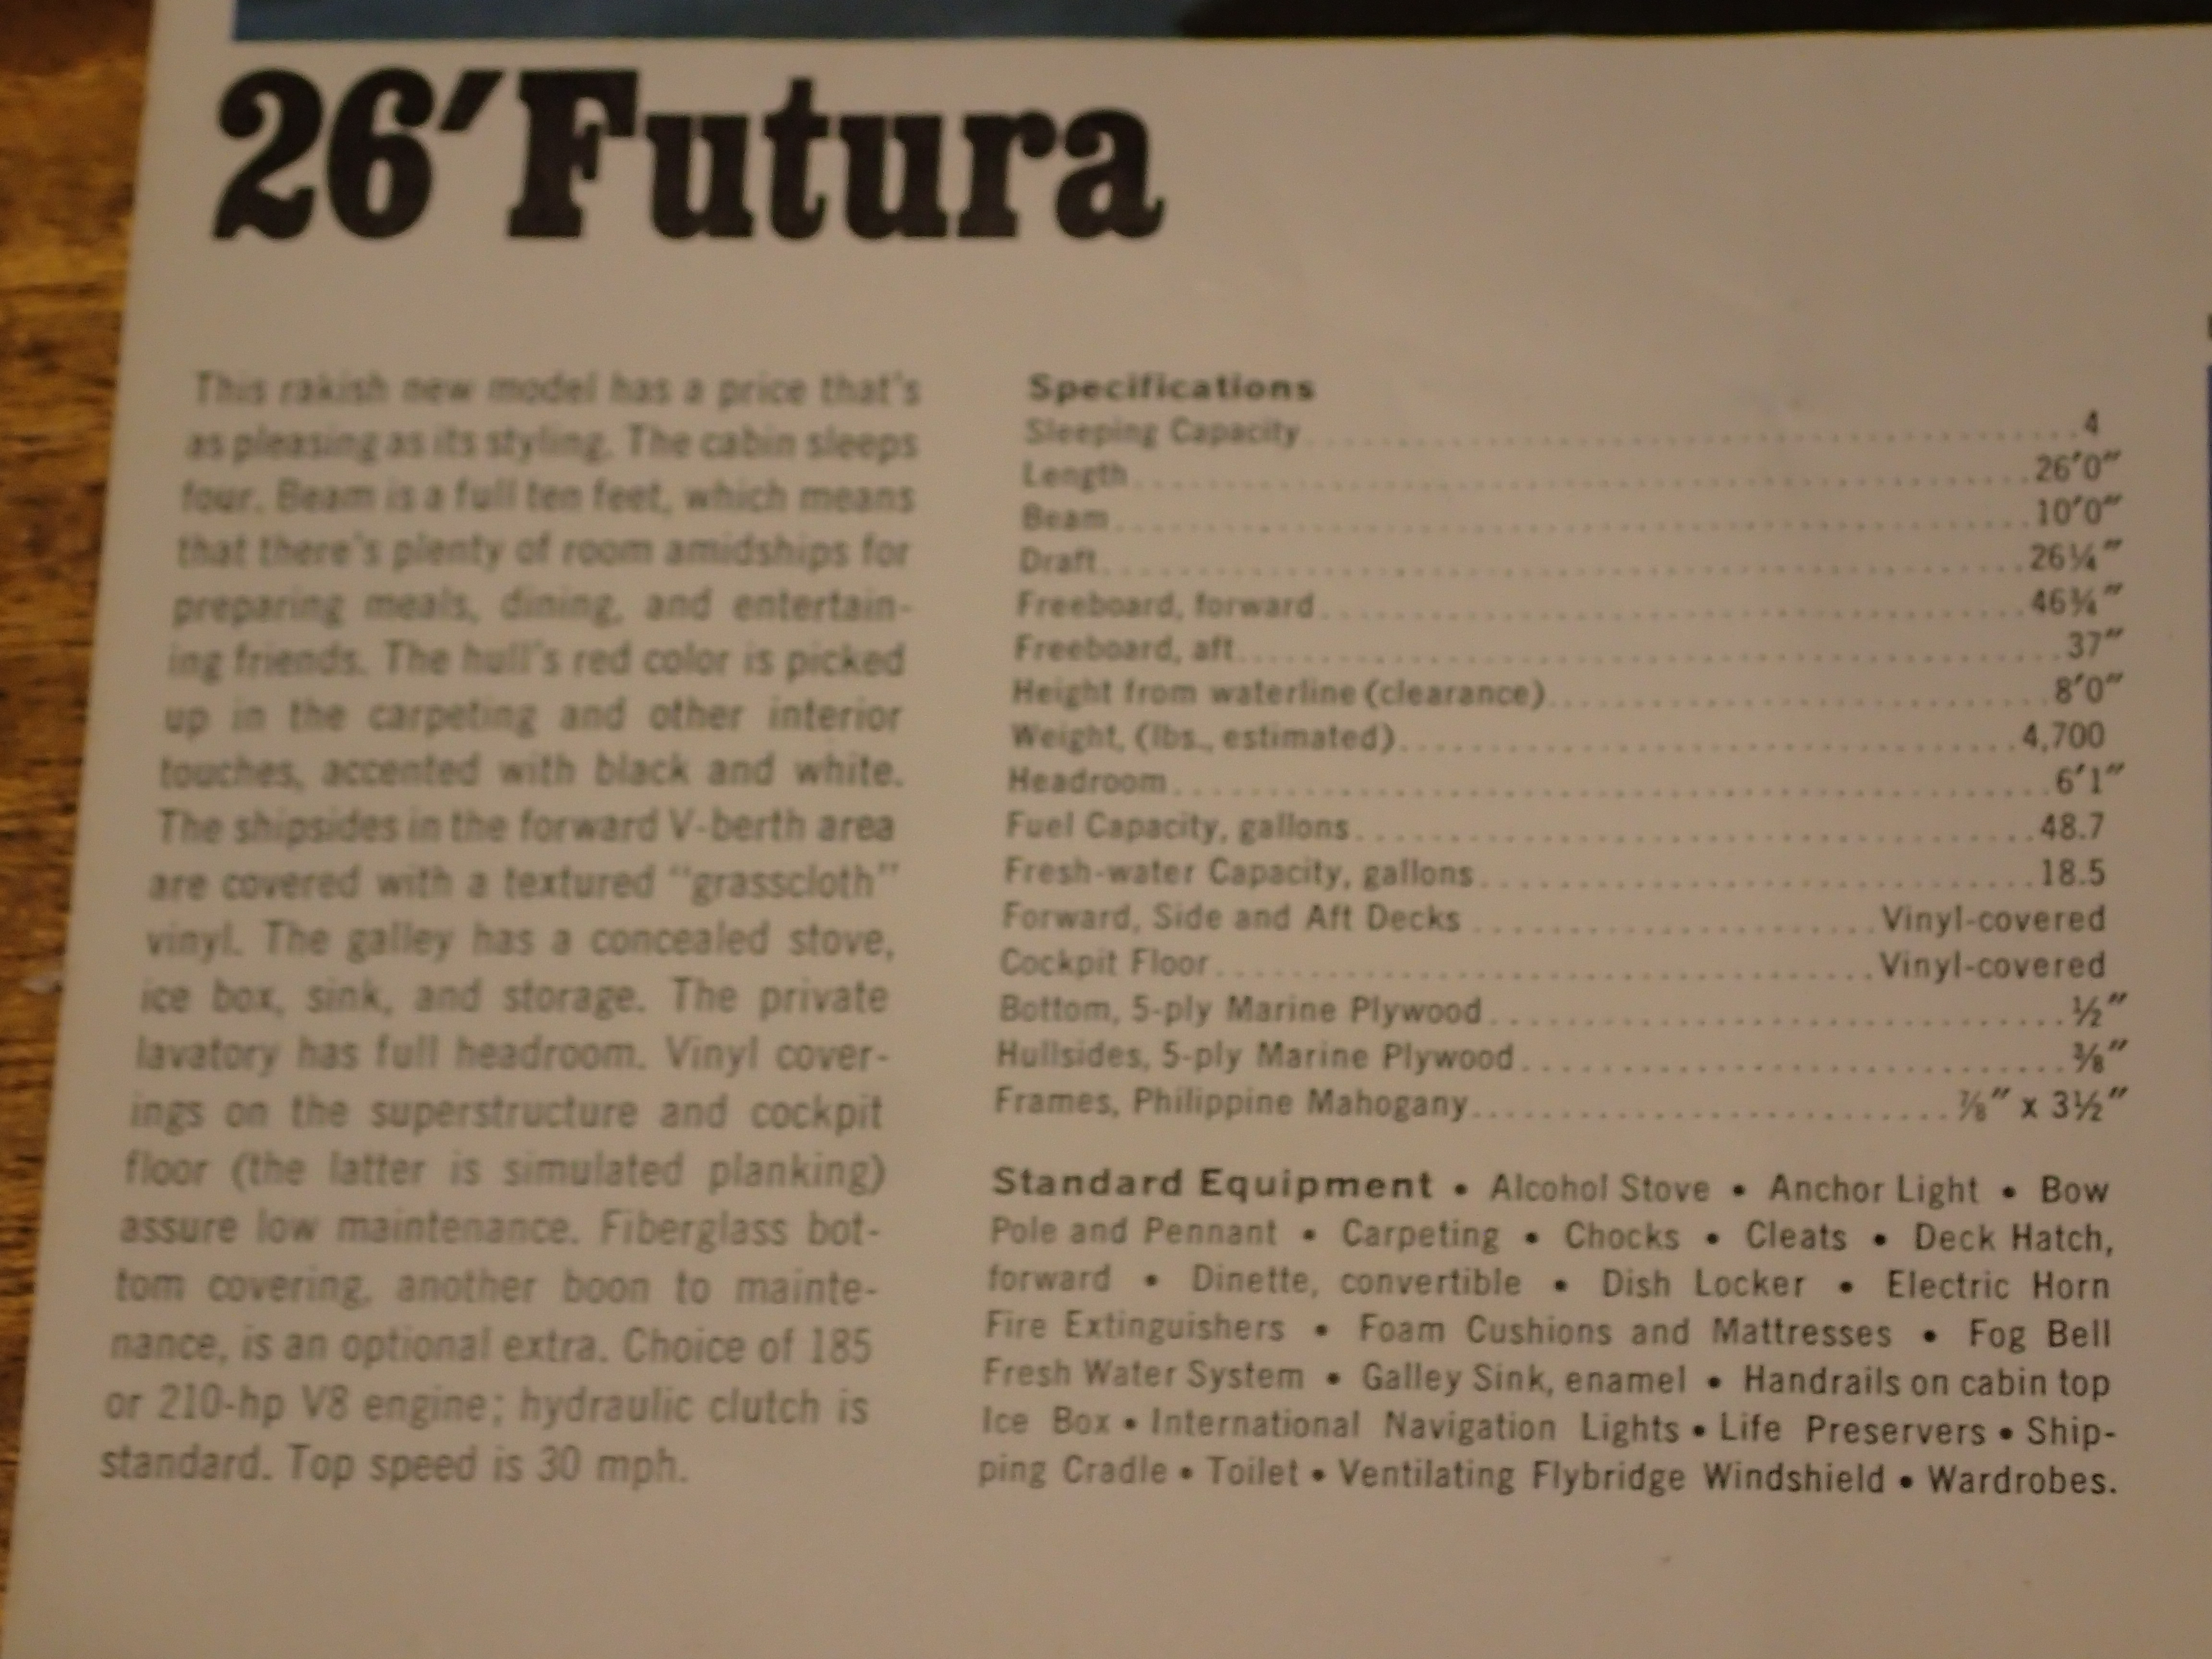 26′ Futura
This rakish new model has a price that's
as pleasing as its styling. The cabin sleeps
four. Beam is a full ten feet, which means
that there's plenty of room amidships for
preparing meals, dining, and entertain-
ing friends. The hull's red color is picked
up in the carpeting and other interior
touches, accented with black and white.
The shipsides in the forward V-berth area
are covered with a textured "grasscloth"
vinyl. The galley has a concealed stove,
ice box, sink, and storage. The private
lavatory has full headroom. Vinyl cover-
ings on the superstructure and cockpit
floor (the latter is simulated planking)
assure low maintenance. Fiberglass bot-
tom covering, another boon to mainte-
nance, is an optional extra. Choice of 185
or 210-hp V8 engine; hydraulic clutch is
standard. Top speed is 30 mph.
Specifications
Sleeping Capacity 4
Length 26′0″
Beam 10′0″
Draft 26¼″
Freeboard, forward 46¾″
Freeboard, aft 37″
Height from waterline (clearance) 8′0″
Weight, (lbs., estimated) 4,700
Headroom 6′1″
Fuel Capacity, gallons 48.7
Fresh-water Capacity, gallons 18.5
Forward, Side and Aft Decks Vinyl-covered
Cockpit Floor Vinyl-covered
Bottom, 5-ply Marine Plywood ½″
Hullsides, 5-ply Marine Plywood ⅜″
Frames, Philippine Mahogany ⅞″ x 3½″
Standard Equipment • Alcohol Stove • Anchor Light • Bow
Pole and Pennant • Carpeting • Chocks • Cleats • Deck Hatch,
forward • Dinette, convertible • Dish Locker • Electric Horn
Fire Extinguishers • Foam Cushions and Mattresses • Fog Bell
Fresh Water System • Galley Sink, enamel • Handrails on cabin top
Ice Box • International Navigation Lights • Life Preservers • Ship-
ping Cradle • Toilet • Ventilating Flybridge Windshield • Wardrobes.